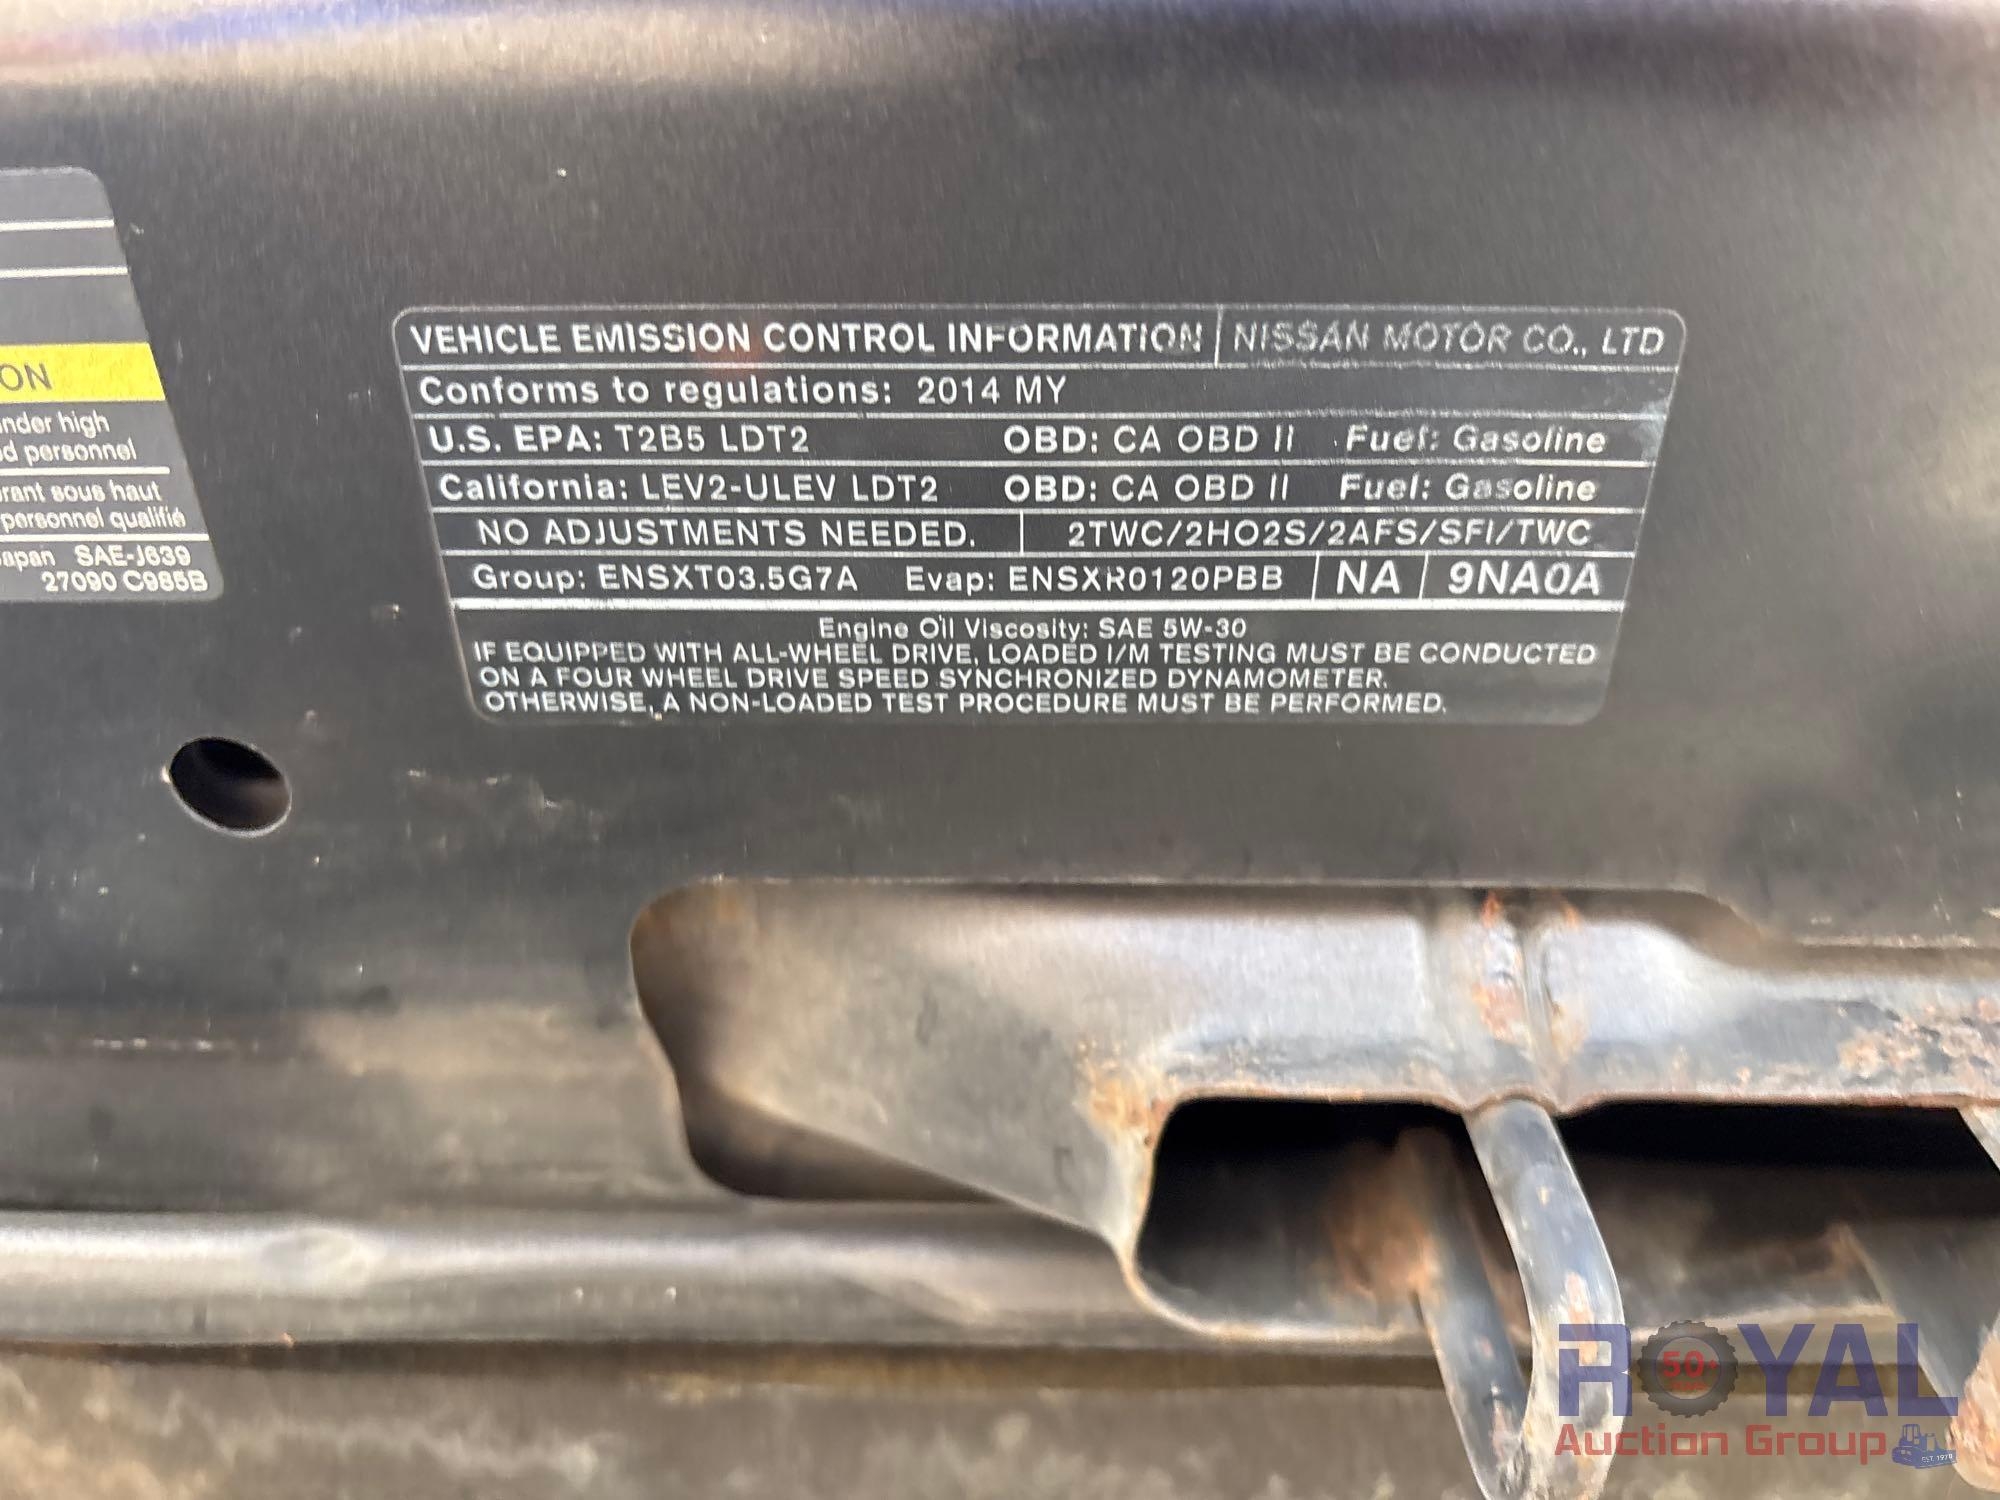 ON
nder high
d personnel
rant sous haut
personnel qualifié
apan SAE-J639
27090 C985B
VEHICLE EMISSION CONTROL INFORMATION NISSAN MOTOR CO., LTD
Conforms to regulations: 2014 MY
U.S. EPA: T2B5 LDT2 OBD: CA OBD II Fuel: Gasoline
California: LEV2-ULEV LDT2 OBD: CA OBD II Fuel: Gasoline
NO ADJUSTMENTS NEEDED. 2TWC/2HO2S/2AFS/SFI/TWC
Group: ENSXT03.5G7A Evap: ENSXR0120PBB NA 9NA0A
Engine Oil Viscosity: SAE 5W-30
IF EQUIPPED WITH ALL-WHEEL DRIVE, LOADED I/M TESTING MUST BE CONDUCTED
ON A FOUR WHEEL DRIVE SPEED SYNCHRONIZED DYNAMOMETER.
OTHERWISE, A NON-LOADED TEST PROCEDURE MUST BE PERFORMED.
ROYAL
50+
Auction Group
EST. 1970